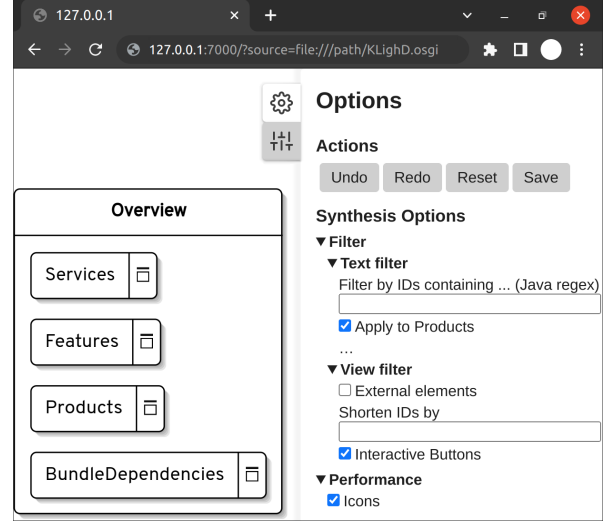 127.0.0.1
127.0.0.1:7000/?source=file:///path/KLighD.osgi
Options
Actions
Undo Redo Reset Save
Synthesis Options
Filter
Text filter
Filter by IDs containing ... (Java regex)
Apply to Products
...
View filter
External elements
Shorten IDs by
Interactive Buttons
Performance
Icons
Overview
Services
Features
Products
BundleDependencies